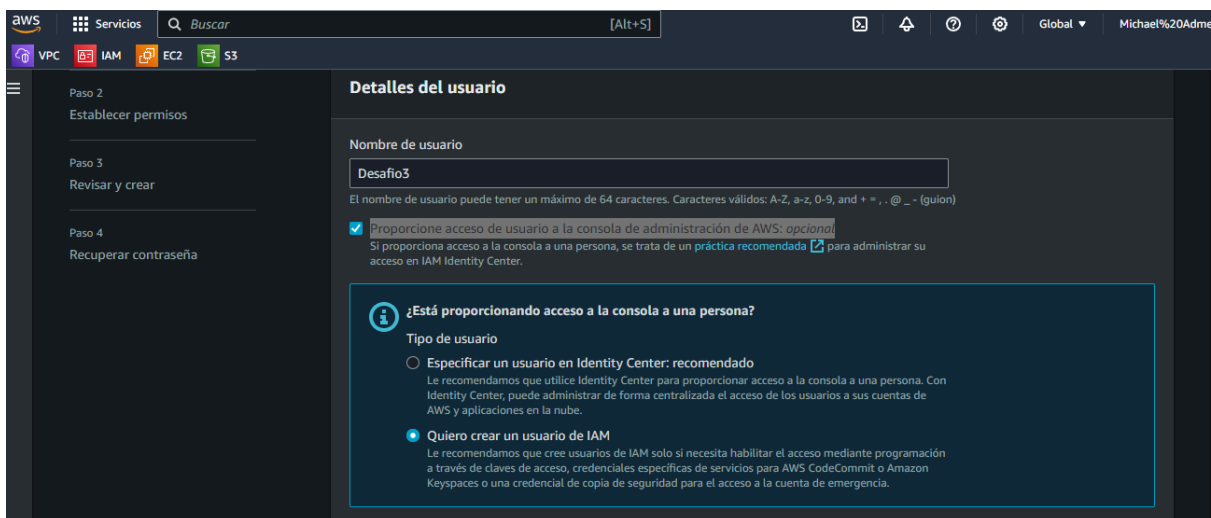 aws
Servicios
Buscar
[Alt+S]
Global
Michael%20Adme
VPC
IAM
EC2
S3
Paso 2
Establecer permisos
Paso 3
Revisar y crear
Paso 4
Recuperar contraseña
Detalles del usuario
Nombre de usuario
Desafio3
El nombre de usuario puede tener un máximo de 64 caracteres. Caracteres válidos: A-Z, a-z, 0-9, and + = , . @ _ - (guion)
Proporcione acceso de usuario a la consola de administración de AWS: opcional
Si proporciona acceso a la consola a una persona, se trata de un práctica recomendada para administrar su
acceso en IAM Identity Center.
¿Está proporcionando acceso a la consola a una persona?
Tipo de usuario
Especificar un usuario en Identity Center: recomendado
Le recomendamos que utilice Identity Center para proporcionar acceso a la consola a una persona. Con
Identity Center, puede administrar de forma centralizada el acceso de los usuarios a sus cuentas de
AWS y aplicaciones en la nube.
Quiero crear un usuario de IAM
Le recomendamos que cree usuarios de IAM solo si necesita habilitar el acceso mediante programación
a través de claves de acceso, credenciales específicas de servicios para AWS CodeCommit o Amazon
Keyspaces o una credencial de copia de seguridad para el acceso a la cuenta de emergencia.